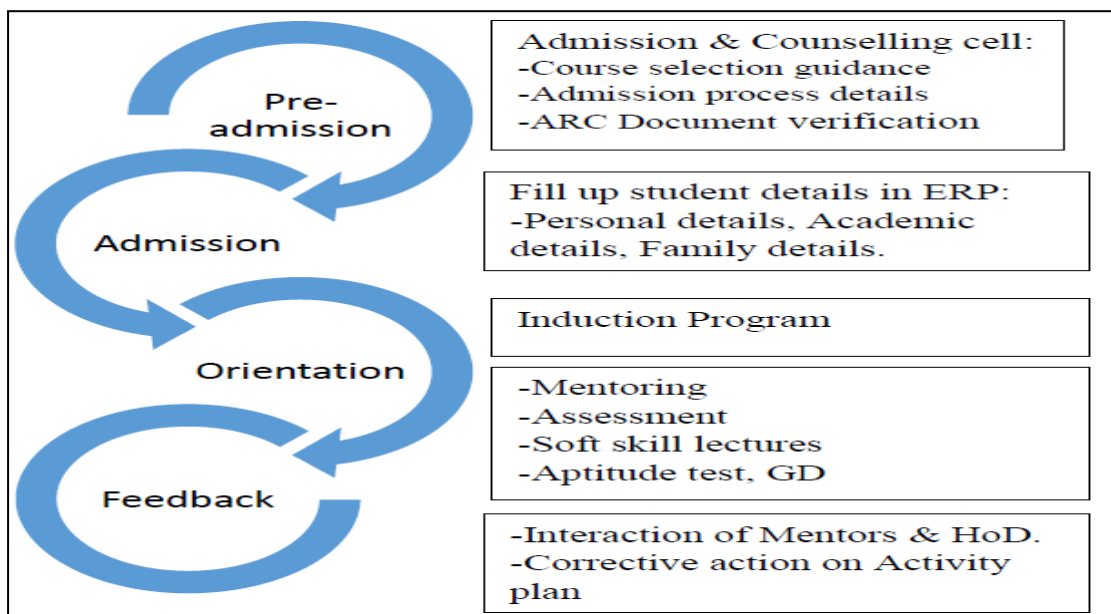 Pre-
admission
Admission & Counselling cell:
-Course selection guidance
-Admission process details
-ARC Document verification
Admission
Fill up student details in ERP:
-Personal details, Academic
details, Family details.
Orientation
Induction Program
-Mentoring
-Assessment
-Soft skill lectures
-Aptitude test, GD
Feedback
-Interaction of Mentors & HoD.
-Corrective action on Activity
plan